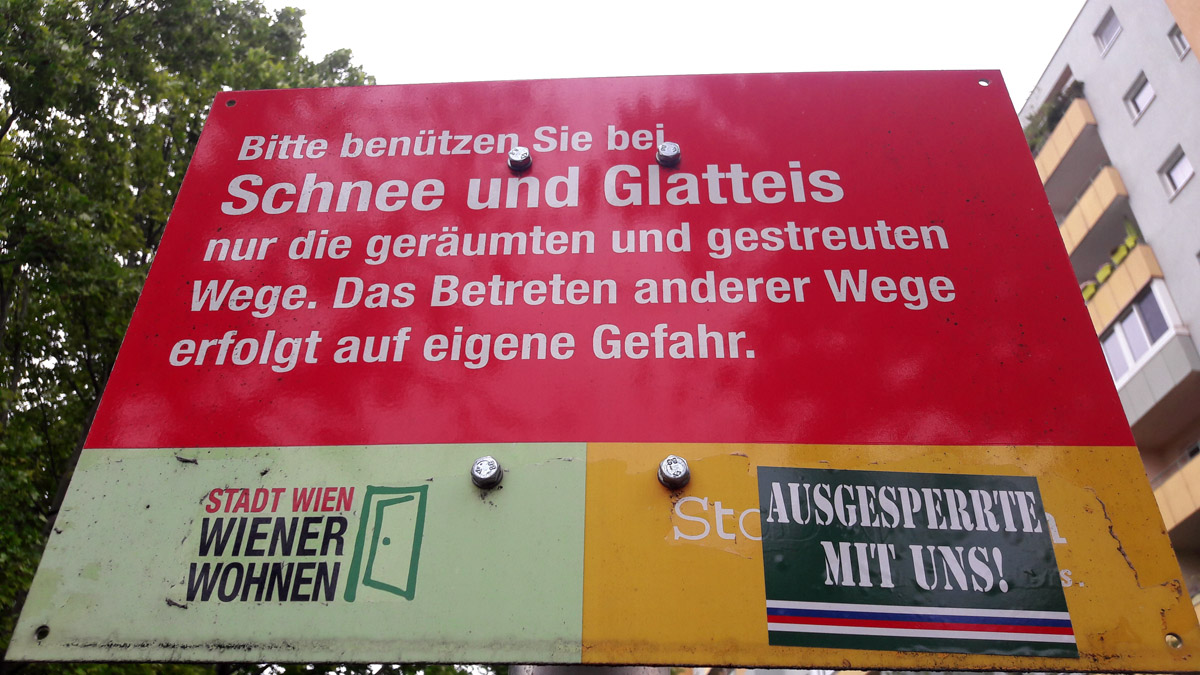 Bitte benützen Sie bei
Schnee und Glatteis
nur die geräumten und gestreuten
Wege. Das Betreten anderer Wege
erfolgt auf eigene Gefahr.
STADT WIEN
WIENER
WOHNEN
AUSGESPERRTE
MIT UNS!